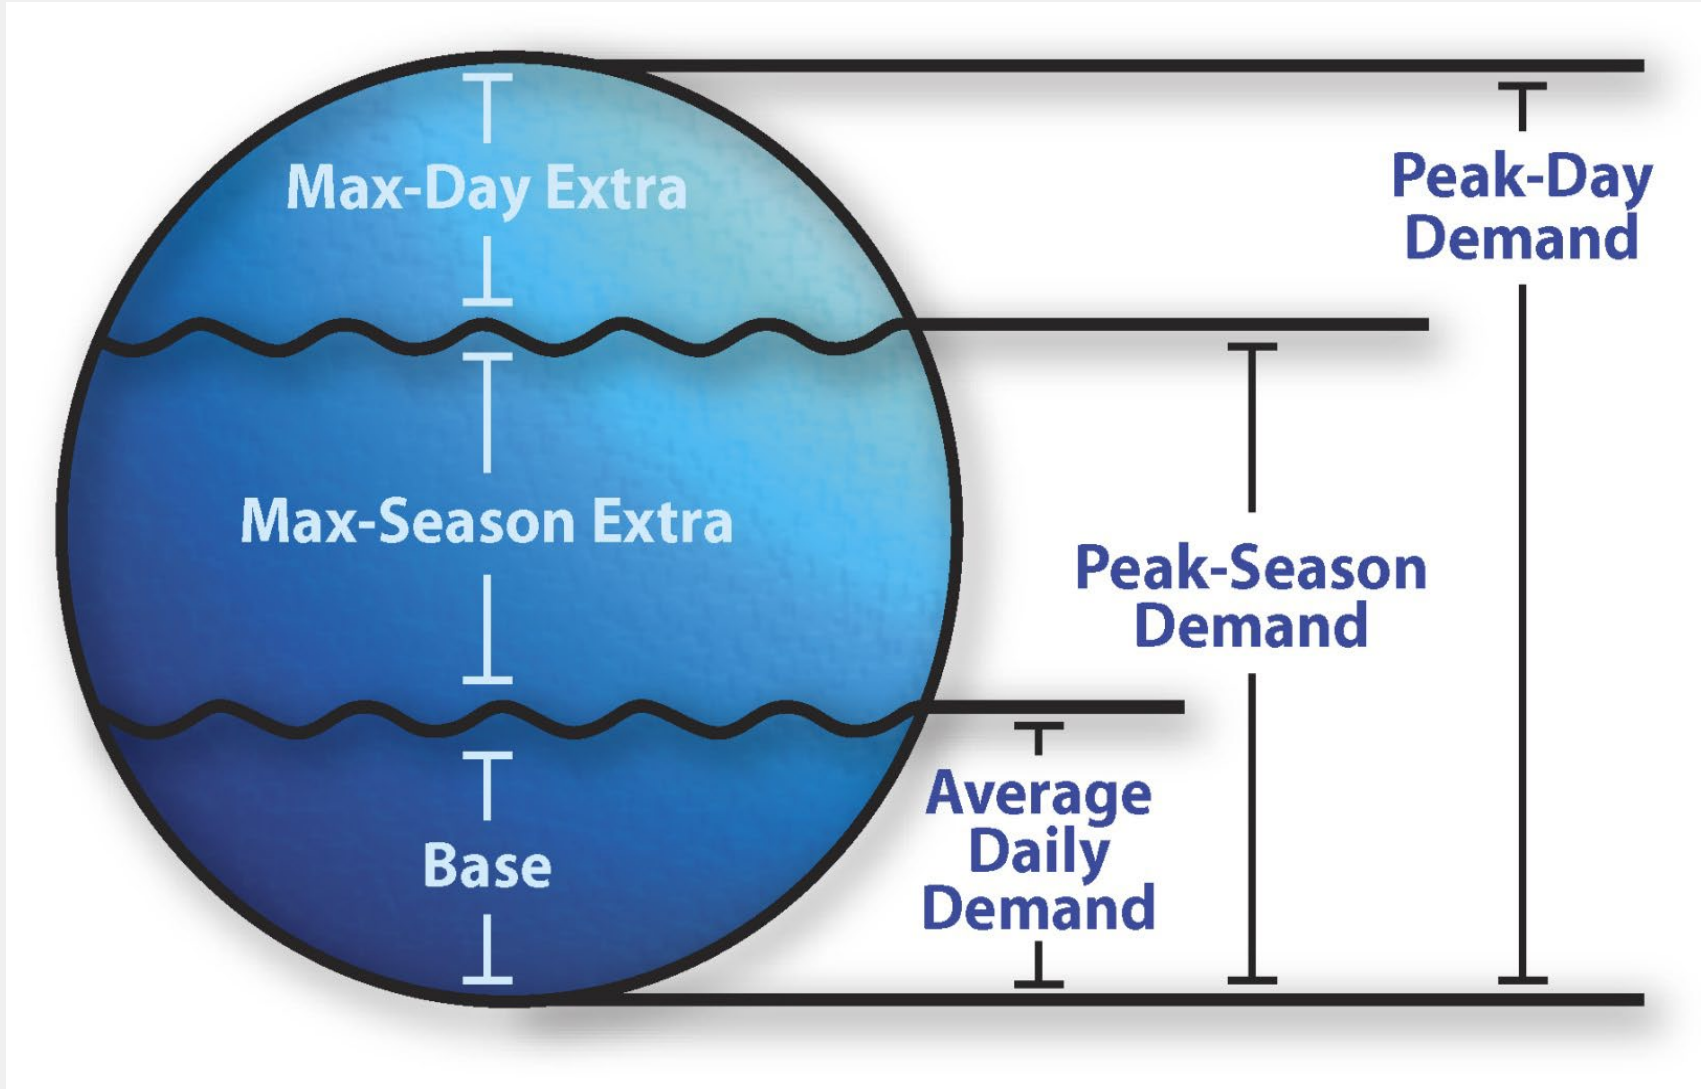 Max-Day Extra
Peak-Day
Demand
Max-Season Extra
Peak-Season
Demand
Base
Average
Daily
Demand